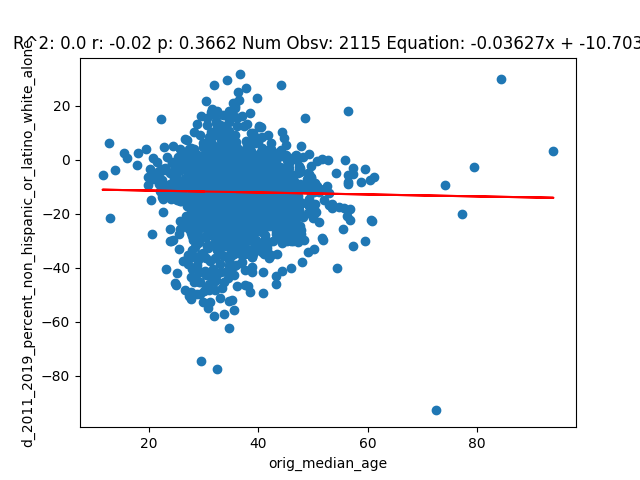 R^2: 0.0 r: -0.02 p: 0.3662 Num Obsv: 2115 Equation: -0.03627x + -10.703
d_2011_2019_percent_non_hispanic_or_latino_white_alone
20
0
−20
−40
−60
−80
20 40 60 80
orig_median_age